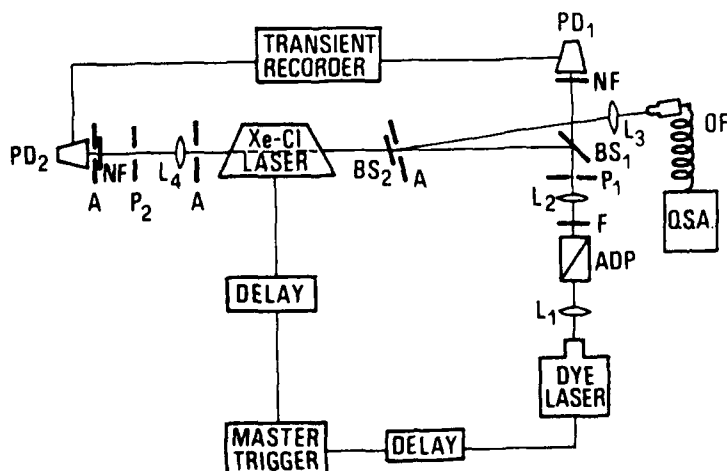 TRANSIENT
RECORDER
PD1
NF
L3
OF
PD2
NF
A
P2
L4
A
Xe-Cl
LASER
BS2
A
BS1
P1
L2
F
ADP
O.S.A.
DELAY
L1
DYE
LASER
MASTER
TRIGGER
DELAY